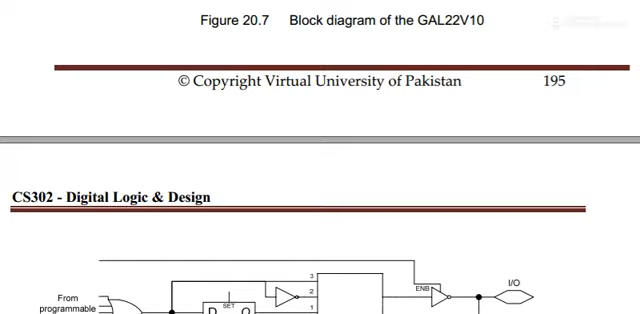 Figure 20.7 Block diagram of the GAL22V10
© Copyright Virtual University of Pakistan 195
CS302 - Digital Logic & Design
3
ENB
I/O
2
From
programmable
SET
D Q
1